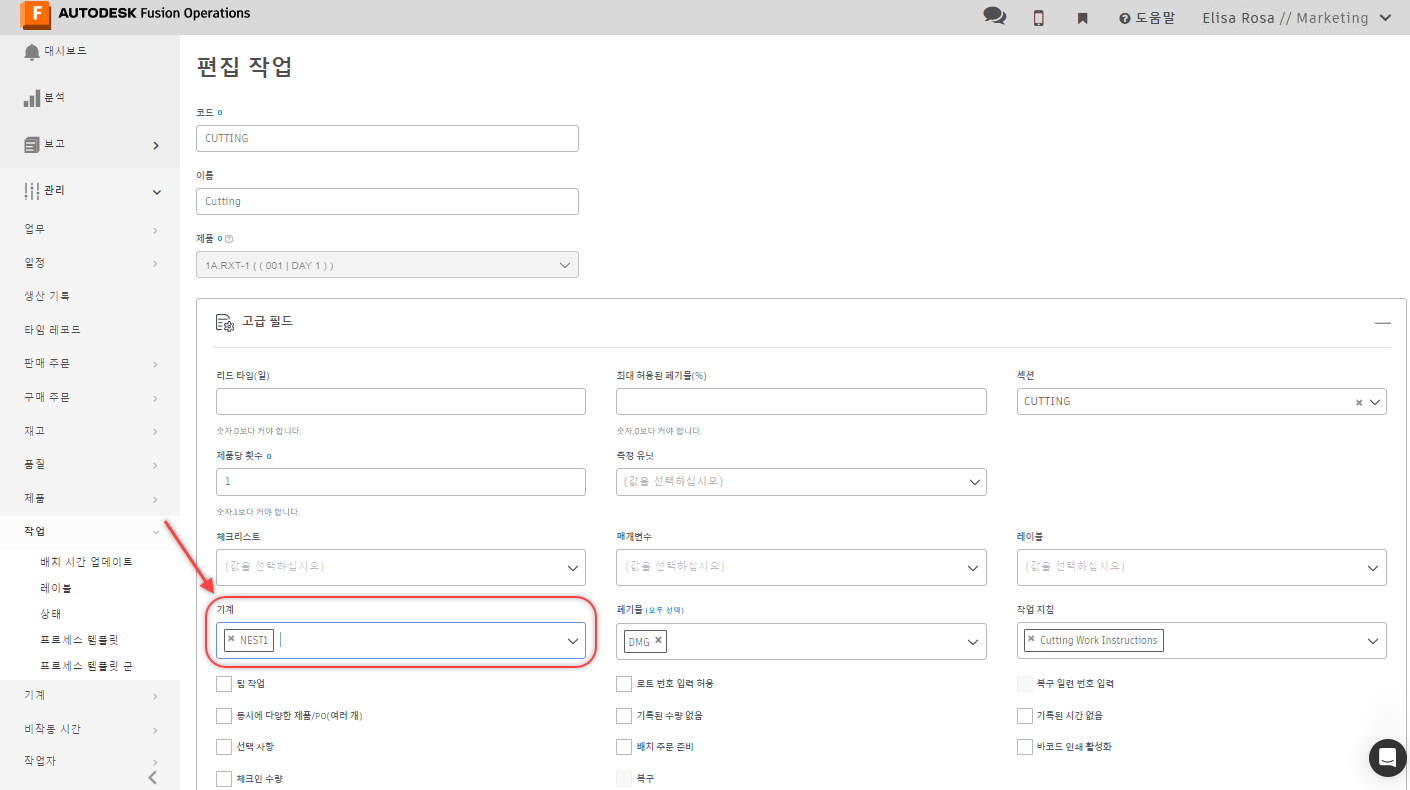 F AUTODESK Fusion Operations
도움말 Elisa Rosa // Marketing
대시보드
분석
보고
관리
업무
일정
생산 기록
타임 레코드
판매 주문
구매 주문
재고
품질
제품
작업
배치 시간 업데이트
레이블
상태
프로세스 템플릿
프로세스 템플릿 군
기계
비작동 시간
작업자
편집 작업
코드
CUTTING
이름
Cutting
제품
1A.RXT-1 ( ( 001 | DAY 1 ) )
고급 필드
리드 타임(일) 최대 허용된 폐기물(%) 섹션
CUTTING
숫자.0보다 커야 합니다. 숫자.0보다 커야 합니다.
제품당 횟수 측정 유닛
1 (값을 선택하십시오)
숫자.1보다 커야 합니다.
체크리스트 매개변수 레이블
(값을 선택하십시오) (값을 선택하십시오) (값을 선택하십시오)
기계 폐기물 (모두 선택) 작업 지침
× NEST1 DMG × × Cutting Work Instructions
팀 작업 로트 번호 입력 허용 복구 일련 번호 입력
동시에 다양한 제품/PO(여러 개) 기록된 수량 없음 기록된 시간 없음
선택 사항 배치 주문 준비 바코드 인쇄 활성화
체크인 수량 복구